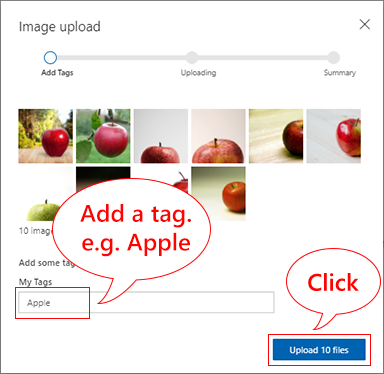 Image upload
Add Tags
Uploading
Summary
Add a tag.
e.g. Apple
10 image
Add some tag
My Tags
Apple
Click
Upload 10 files